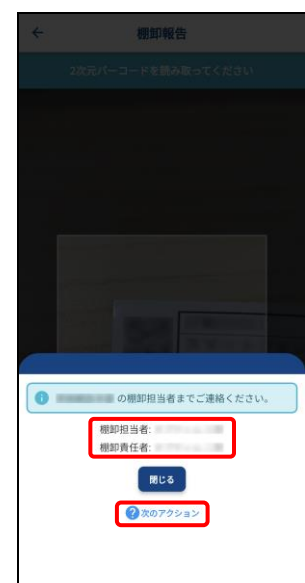 棚卸報告
2次元バーコードを読み取ってください
の棚卸担当者までご連絡ください。
棚卸担当者:
棚卸責任者:
閉じる
次のアクション